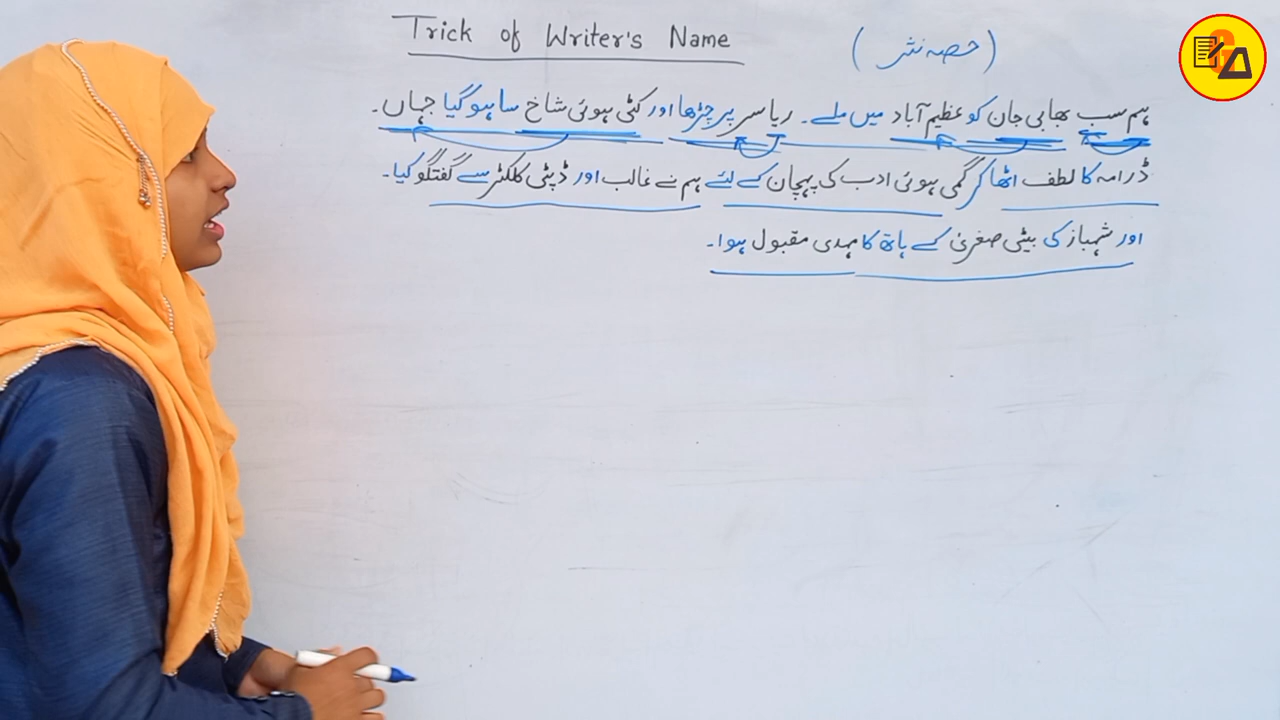 Trick of Writer's Name
(حصہ نثر)
ہم سب بھابی جان کو عظیم آباد میں ملے۔ ریا سر پر چڑھا اور کٹی ہوئی شاخ سا ہو گیا جہاں۔
ڈرامہ کا لطف اٹھا کر گمی ہوئی ادب کی پہچان کے لئے ہم نے غالب اور ڈپٹی کلکٹر سے گفتگو کیا۔
اور شہباز کی بیٹی صغریٰ کے ہاتھ کا مہدی مقبول ہوا۔